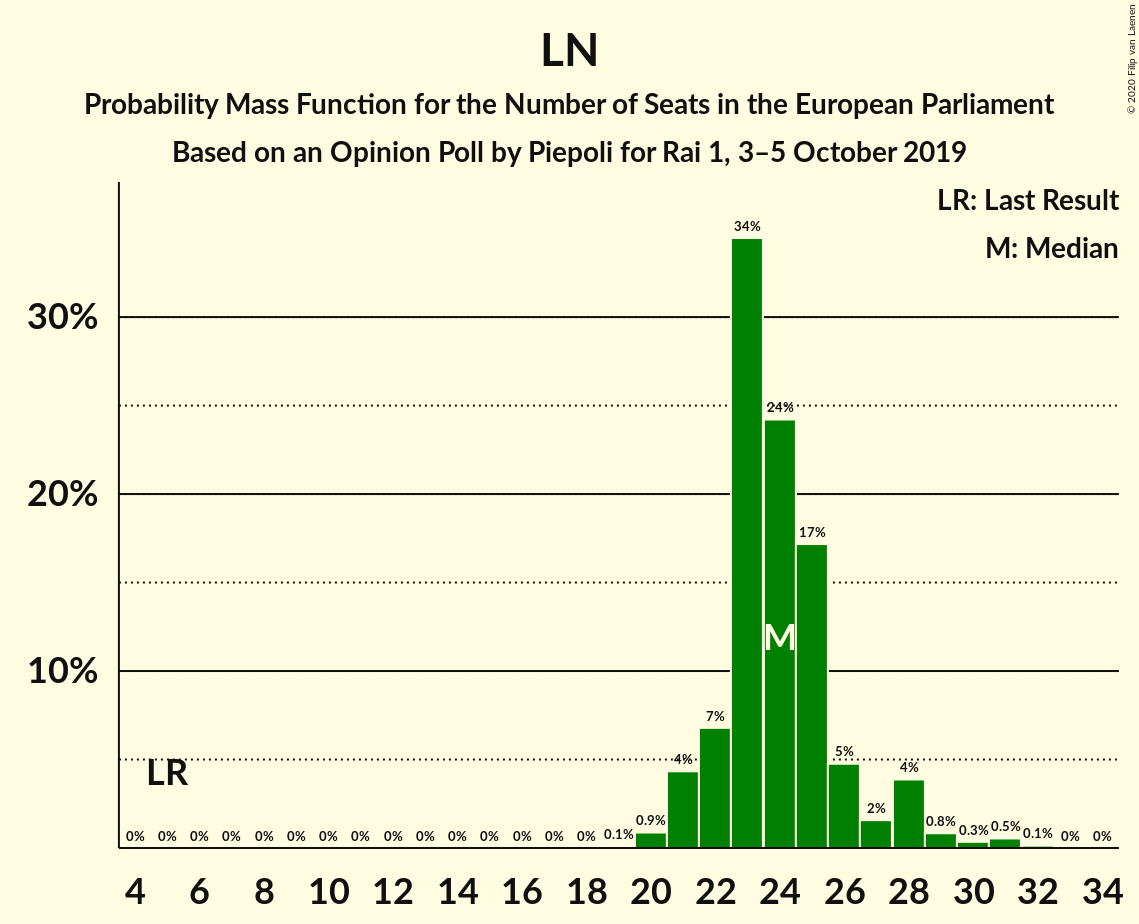 LN
Probability Mass Function for the Number of Seats in the European Parliament
Based on an Opinion Poll by Piepoli for Rai 1, 3–5 October 2019
© 2020 Filip van Laenen
LR: Last Result
M: Median
30%
20%
10%
LR
M
0% 0% 0% 0% 0% 0% 0% 0% 0% 0% 0% 0% 0% 0% 0% 0.1% 0.9% 4% 7% 34% 24% 17% 5% 2% 4% 0.8% 0.3% 0.5% 0.1% 0% 0%
4 6 8 10 12 14 16 18 20 22 24 26 28 30 32 34